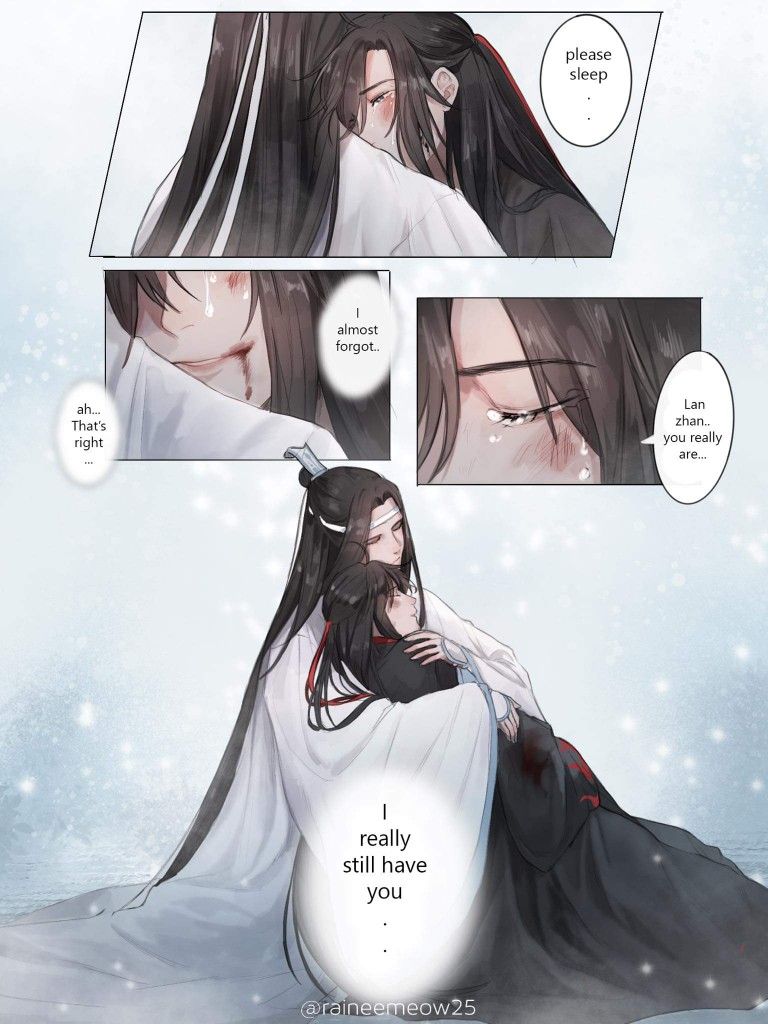 please
sleep
.
.
I
almost
forgot..
ah...
That's
right
...
Lan
zhan..
you really
are...
I
really
still have
you
.
.
@raineemeow25